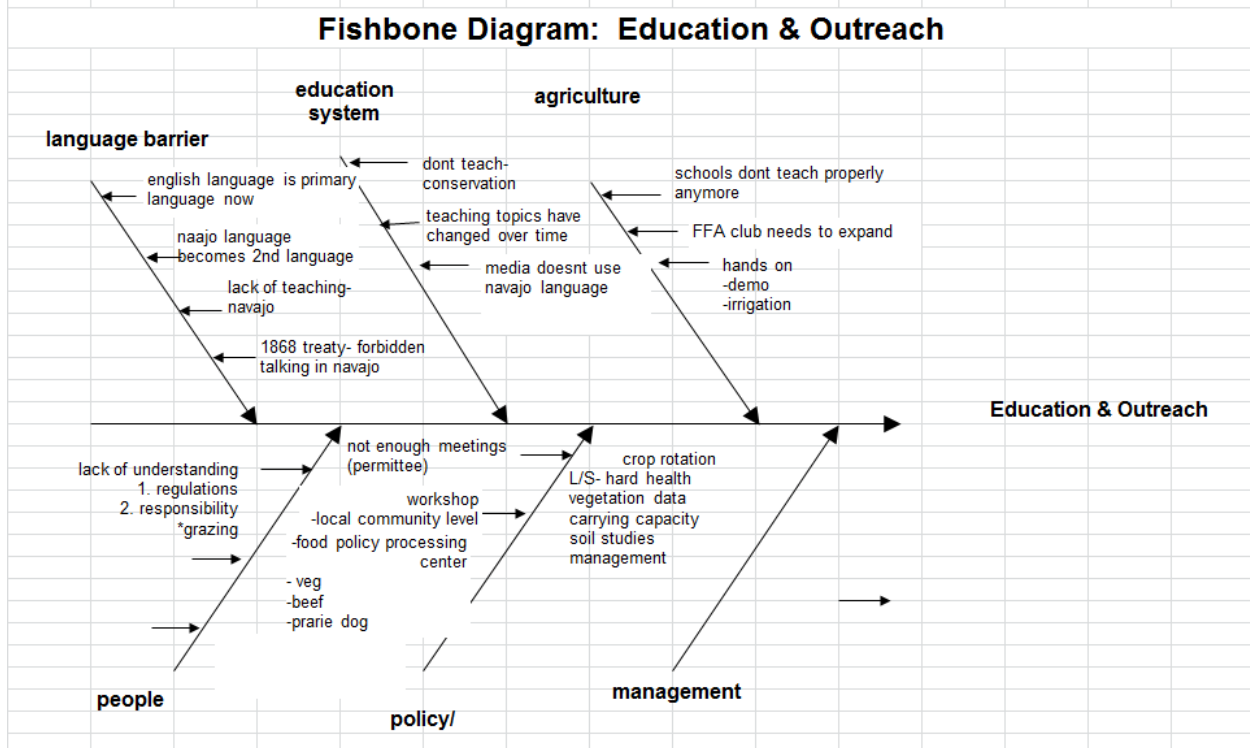 Fishbone Diagram:  Education & Outreach
education
system
agriculture
language barrier
english language is primary
language now
naajo language
becomes 2nd language
lack of teaching-
navajo
1868 treaty- forbidden
talking in navajo
dont teach-
conservation
teaching topics have
changed over time
media doesnt use
navajo language
schools dont teach properly
anymore
FFA club needs to expand
hands on
-demo
-irrigation
Education & Outreach
lack of understanding
1. regulations
2. responsibility
*grazing
not enough meetings
(permittee)
workshop
-local community level
-food policy processing
center
- veg
-beef
-prarie dog
crop rotation
L/S- hard health
vegetation data
carrying capacity
soil studies
management
people
policy/
management